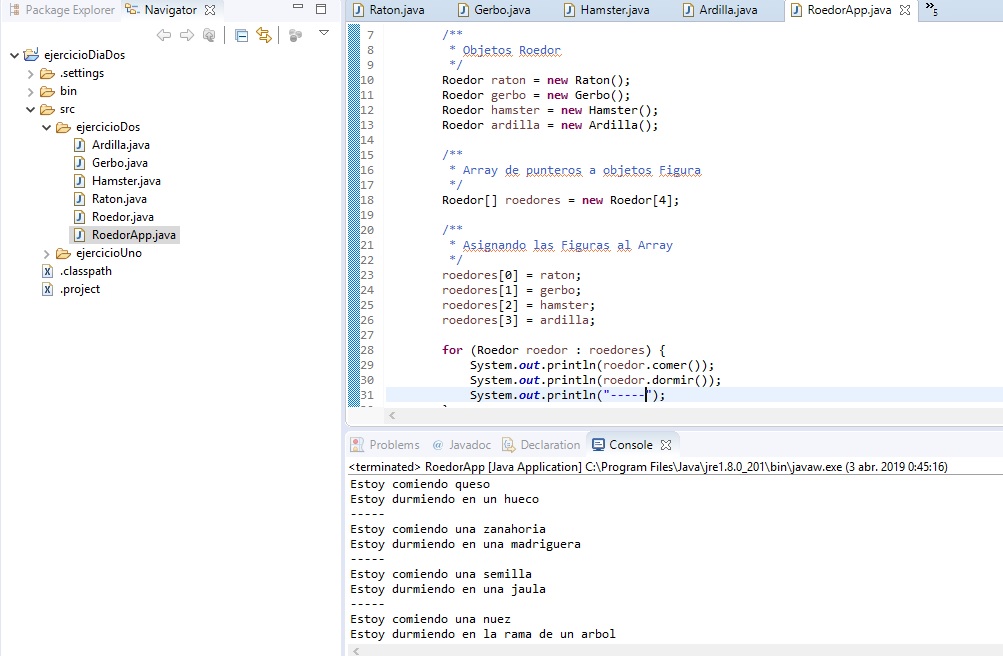 Package Explorer
Navigator
ejercicioDiaDos
.settings
bin
src
ejercicioDos
Ardilla.java
Gerbo.java
Hamster.java
Raton.java
Roedor.java
RoedorApp.java
ejercicioUno
.classpath
.project
Raton.java Gerbo.java Hamster.java Ardilla.java RoedorApp.java »5
7 /**
8 * Objetos Roedor
9 */
10 Roedor raton = new Raton();
11 Roedor gerbo = new Gerbo();
12 Roedor hamster = new Hamster();
13 Roedor ardilla = new Ardilla();
14
15 /**
16 * Array de punteros a objetos Figura
17 */
18 Roedor[] roedores = new Roedor[4];
19
20 /**
21 * Asignando las Figuras al Array
22 */
23 roedores[0] = raton;
24 roedores[1] = gerbo;
25 roedores[2] = hamster;
26 roedores[3] = ardilla;
27
28 for (Roedor roedor : roedores) {
29 System.out.println(roedor.comer());
30 System.out.println(roedor.dormir());
31 System.out.println("-----");
Problems @ Javadoc Declaration Console
<terminated> RoedorApp [Java Application] C:\Program Files\Java\jre1.8.0_201\bin\javaw.exe (3 abr. 2019 0:45:16)
Estoy comiendo queso
Estoy durmiendo en un hueco
-----
Estoy comiendo una zanahoria
Estoy durmiendo en una madriguera
-----
Estoy comiendo una semilla
Estoy durmiendo en una jaula
-----
Estoy comiendo una nuez
Estoy durmiendo en la rama de un arbol